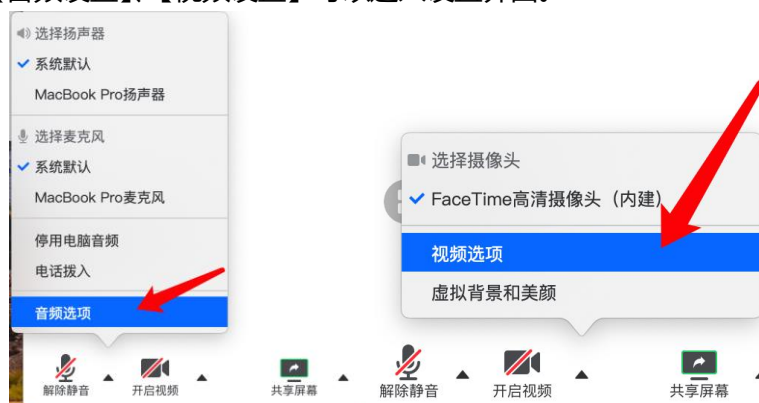 选择扬声器
系统默认
MacBook Pro扬声器
选择麦克风
系统默认
MacBook Pro麦克风
停用电脑音频
电话拨入
音频选项
解除静音
开启视频
共享屏幕
选择摄像头
FaceTime高清摄像头（内建）
视频选项
虚拟背景和美颜
解除静音
开启视频
共享屏幕